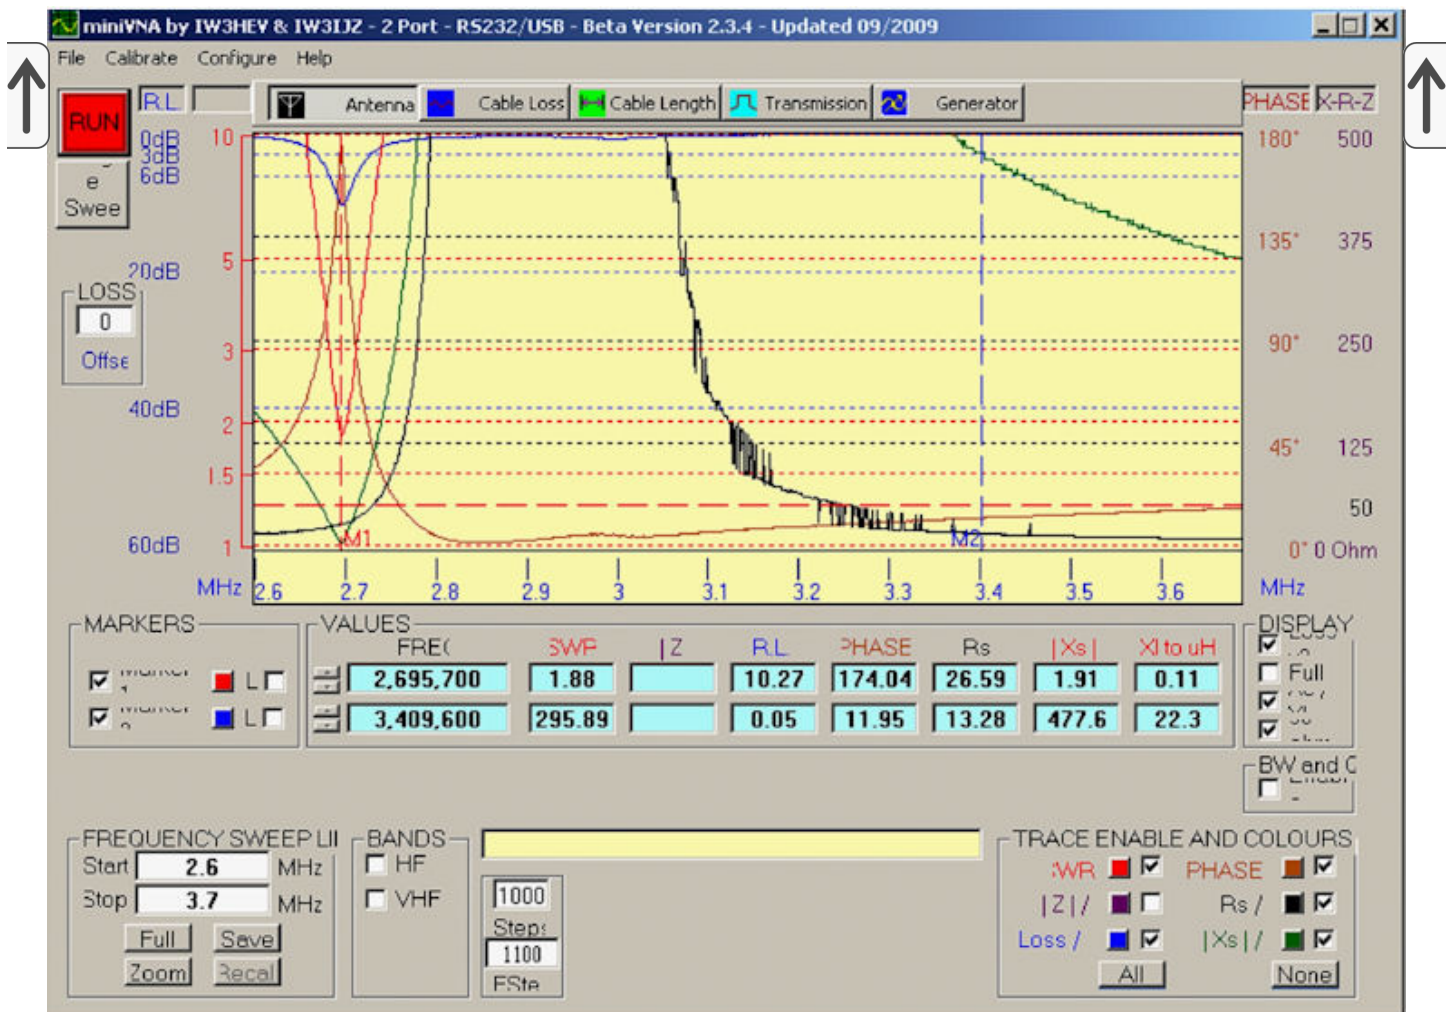 miniVNA by IW3HEV & IW3IJZ - 2 Port - RS232/USB - Beta Version 2.3.4 - Updated 09/2009
File Calibrate Configure Help
RUN R.L. Antenna Cable Loss Cable Length Transmission Generator PHASE X-R-Z
e
Swee
0dB 10 180° 500
3dB
6dB
135° 375
5
20dB
LOSS
0
Offse
3 90° 250
40dB
2
45° 125
1.5
50
60dB 1 M1 M2 0° 0 Ohm
MHz 2.6 2.7 2.8 2.9 3 3.1 3.2 3.3 3.4 3.5 3.6 MHz
MARKERS VALUES DISPLAY
FRE( SWR |Z R.L. PHASE Rs |Xs| Xl to uH
L 2,695,700 1.88 10.27 174.04 26.59 1.91 0.11 Full
L 3,409,600 295.89 0.05 11.95 13.28 477.6 22.3
BW and
FREQUENCY SWEEP LI BANDS TRACE ENABLE AND COLOURS
Start 2.6 MHz HF
Stop 3.7 MHz VHF
Full Save
Zoom Recal
1000
Steps
1100
FSte
WR PHASE
|Z| / Rs /
Loss / |Xs| /
All None